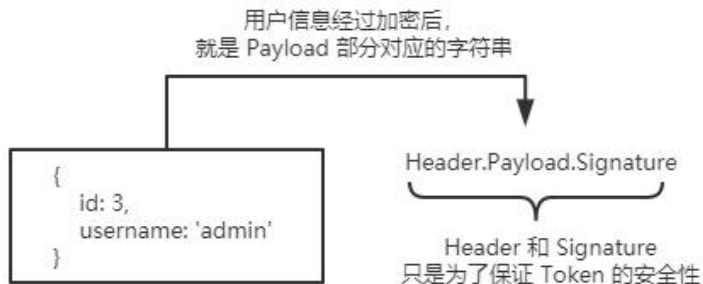 用户信息经过加密后，
就是 Payload 部分对应的字符串
{
id: 3,
username: 'admin'
}
Header.Payload.Signature
Header 和 Signature
只是为了保证 Token 的安全性